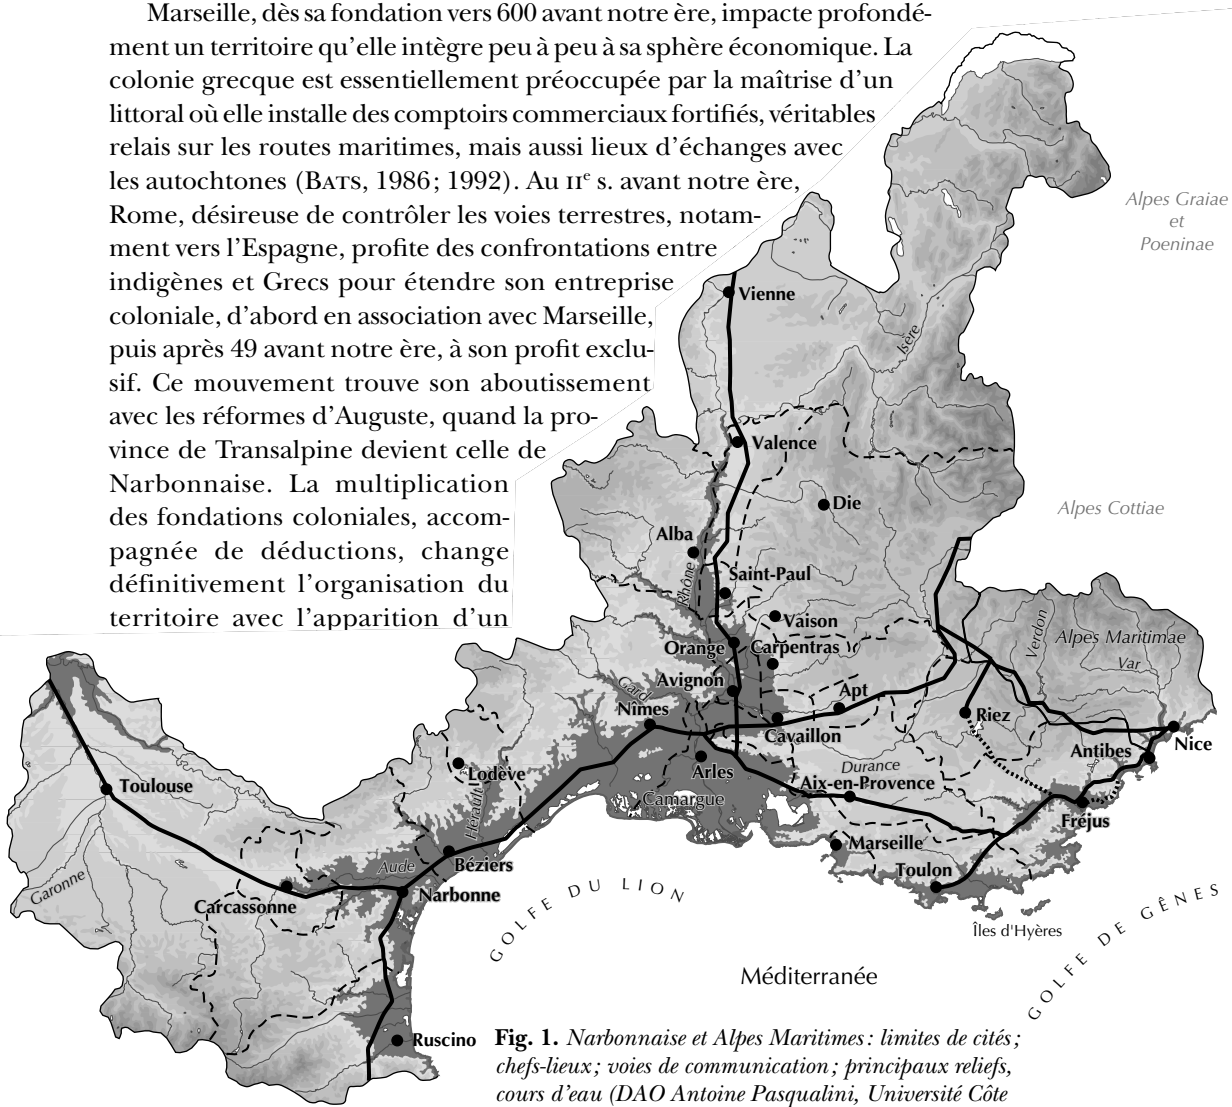 Marseille, dès sa fondation vers 600 avant notre ère, impacte profondé-
ment un territoire qu’elle intègre peu à peu à sa sphère économique. La
colonie grecque est essentiellement préoccupée par la maîtrise d’un
littoral où elle installe des comptoirs commerciaux fortifiés, véritables
relais sur les routes maritimes, mais aussi lieux d’échanges avec
les autochtones (BATS, 1986 ; 1992). Au IIe s. avant notre ère,
Rome, désireuse de contrôler les voies terrestres, notam-
ment vers l’Espagne, profite des confrontations entre
indigènes et Grecs pour étendre son entreprise
coloniale, d’abord en association avec Marseille,
puis après 49 avant notre ère, à son profit exclu-
sif. Ce mouvement trouve son aboutissement
avec les réformes d’Auguste, quand la pro-
vince de Transalpine devient celle de
Narbonnaise. La multiplication
des fondations coloniales, accom-
pagnée de déductions, change
définitivement l’organisation du
territoire avec l’apparition d’un
Alpes Graiae
et
Poeninae
Vienne
Isère
Valence
Die
Alpes Cottiae
Alba
Rhône
Saint-Paul
Vaison
Orange
Carpentras
Verdon
Alpes Maritimae
Var
Avignon
Gard
Nîmes
Apt
Riez
Cavaillon
Nice
Antibes
Lodève
Arles
Durance
Toulouse
Aix-en-Provence
Camargue
Hérault
Fréjus
Marseille
Béziers
Aude
Toulon
Garonne
Narbonne
Carcassonne
GOLFE DU LION
Îles d'Hyères
GOLFE DE GÊNES
Méditerranée
Ruscino
Fig. 1. Narbonnaise et Alpes Maritimes : limites de cités ;
chefs-lieux ; voies de communication ; principaux reliefs,
cours d’eau (DAO Antoine Pasqualini, Université Côte